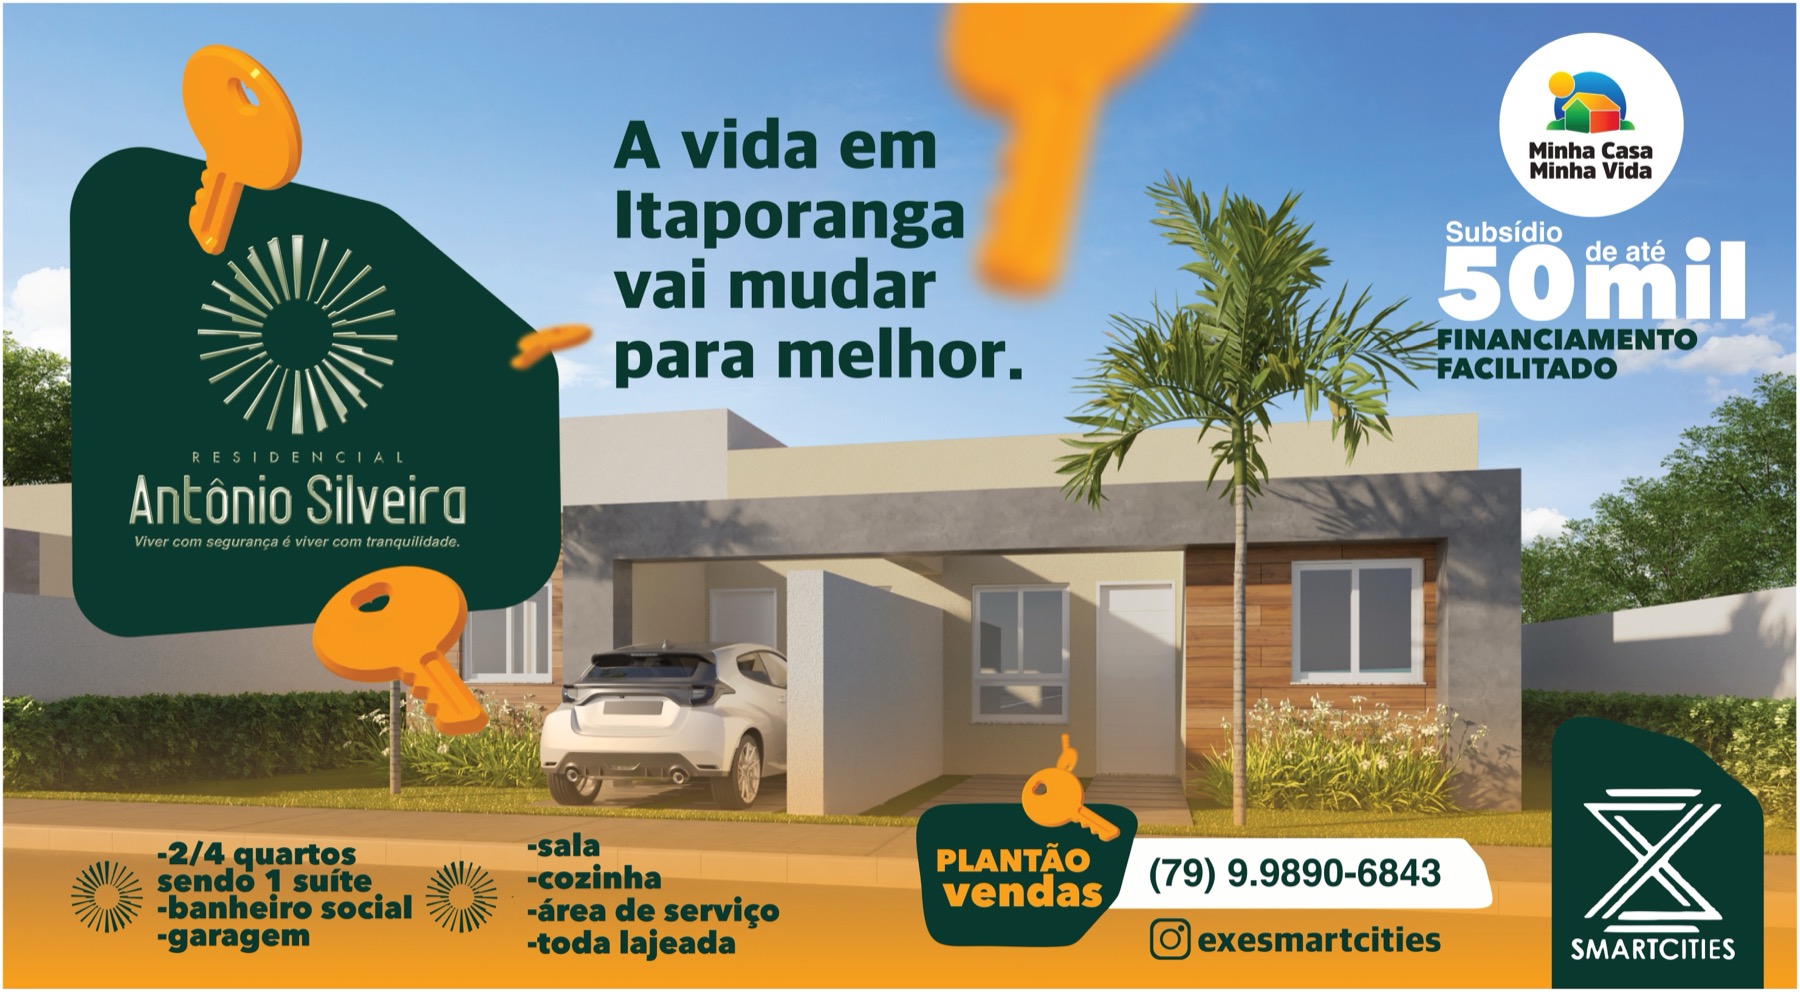 A vida em
Itaporanga
vai mudar
para melhor.
Minha Casa
Minha Vida
Subsídio
de até
50 mil
FINANCIAMENTO
FACILITADO
RESIDENCIAL
Antônio Silveira
Viver com segurança é viver com tranquilidade.
-2/4 quartos
sendo 1 suíte
-banheiro social
-garagem
-sala
-cozinha
-área de serviço
-toda lajeada
PLANTÃO
vendas
(79) 9.9890-6843
exesmartcities
SMARTCITIES